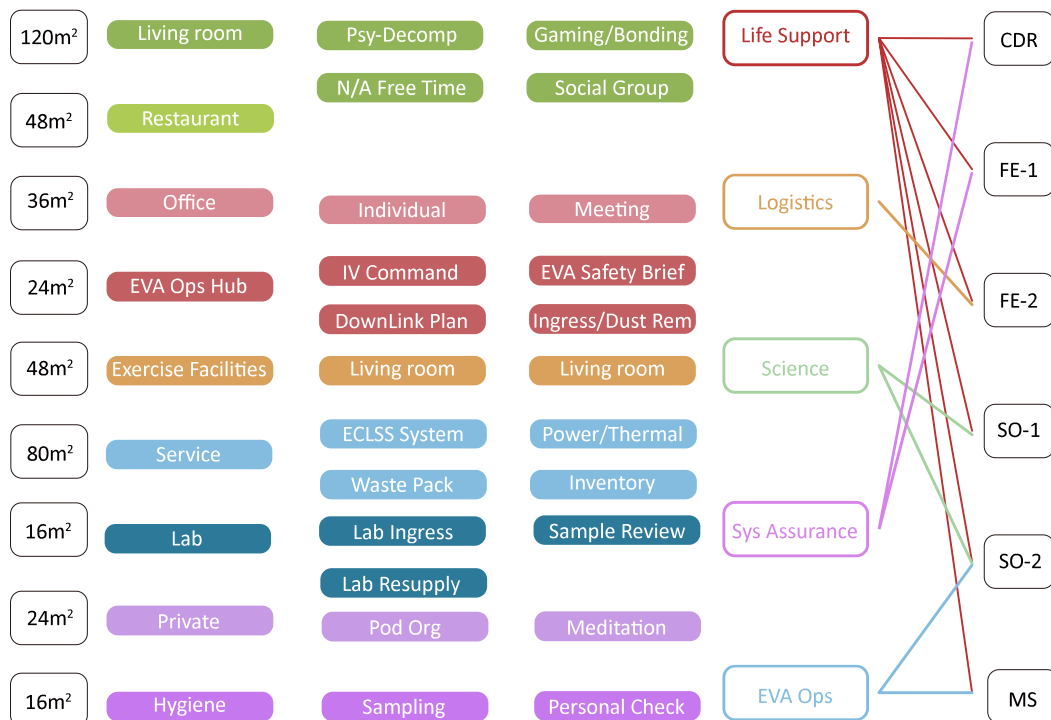 120m²
Living room
Psy-Decomp
Gaming/Bonding
Life Support
CDR
N/A Free Time
Social Group
48m²
Restaurant
FE-1
36m²
Office
Individual
Meeting
Logistics
24m²
EVA Ops Hub
IV Command
EVA Safety Brief
FE-2
DownLink Plan
Ingress/Dust Rem
48m²
Exercise Facilities
Living room
Living room
Science
80m²
Service
ECLSS System
Power/Thermal
SO-1
Waste Pack
Inventory
16m²
Lab
Lab Ingress
Sample Review
Sys Assurance
SO-2
Lab Resupply
24m²
Private
Pod Org
Meditation
16m²
Hygiene
Sampling
Personal Check
EVA Ops
MS